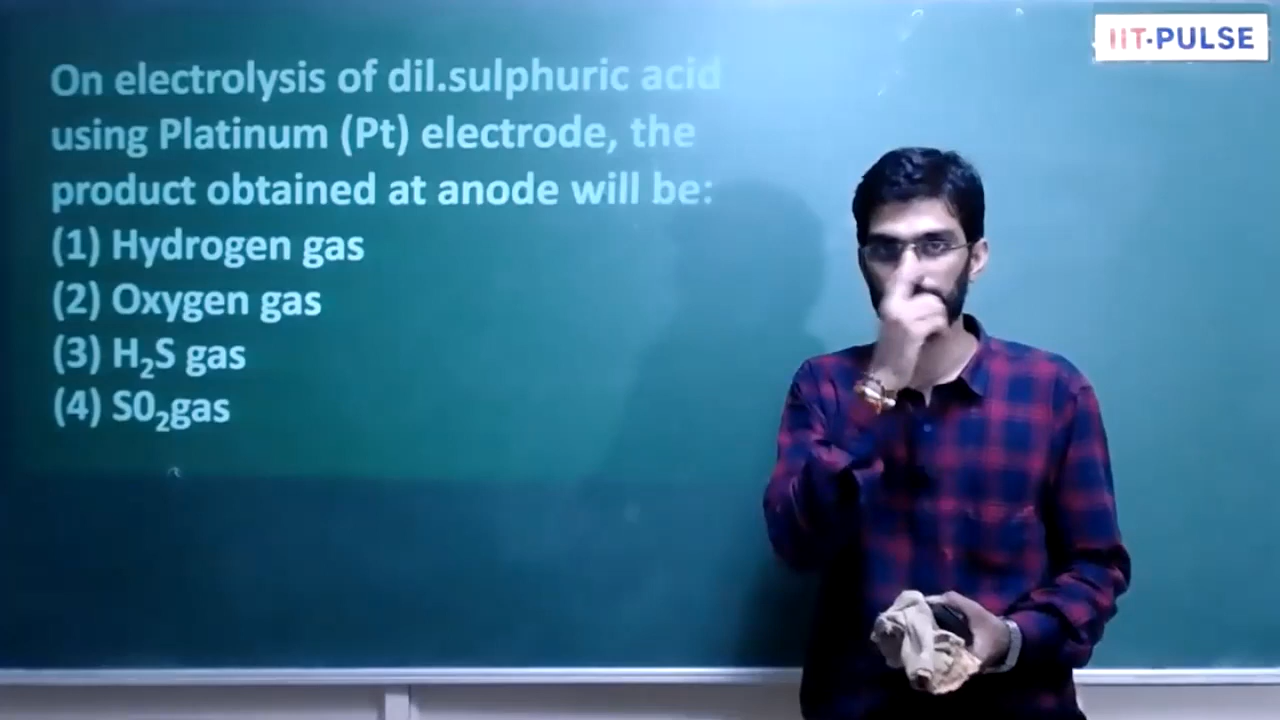 IIT-PULSE
On electrolysis of dil.sulphuric acid
using Platinum (Pt) electrode, the
product obtained at anode will be:
(1) Hydrogen gas
(2) Oxygen gas
(3) H₂S gas
(4) S0₂gas